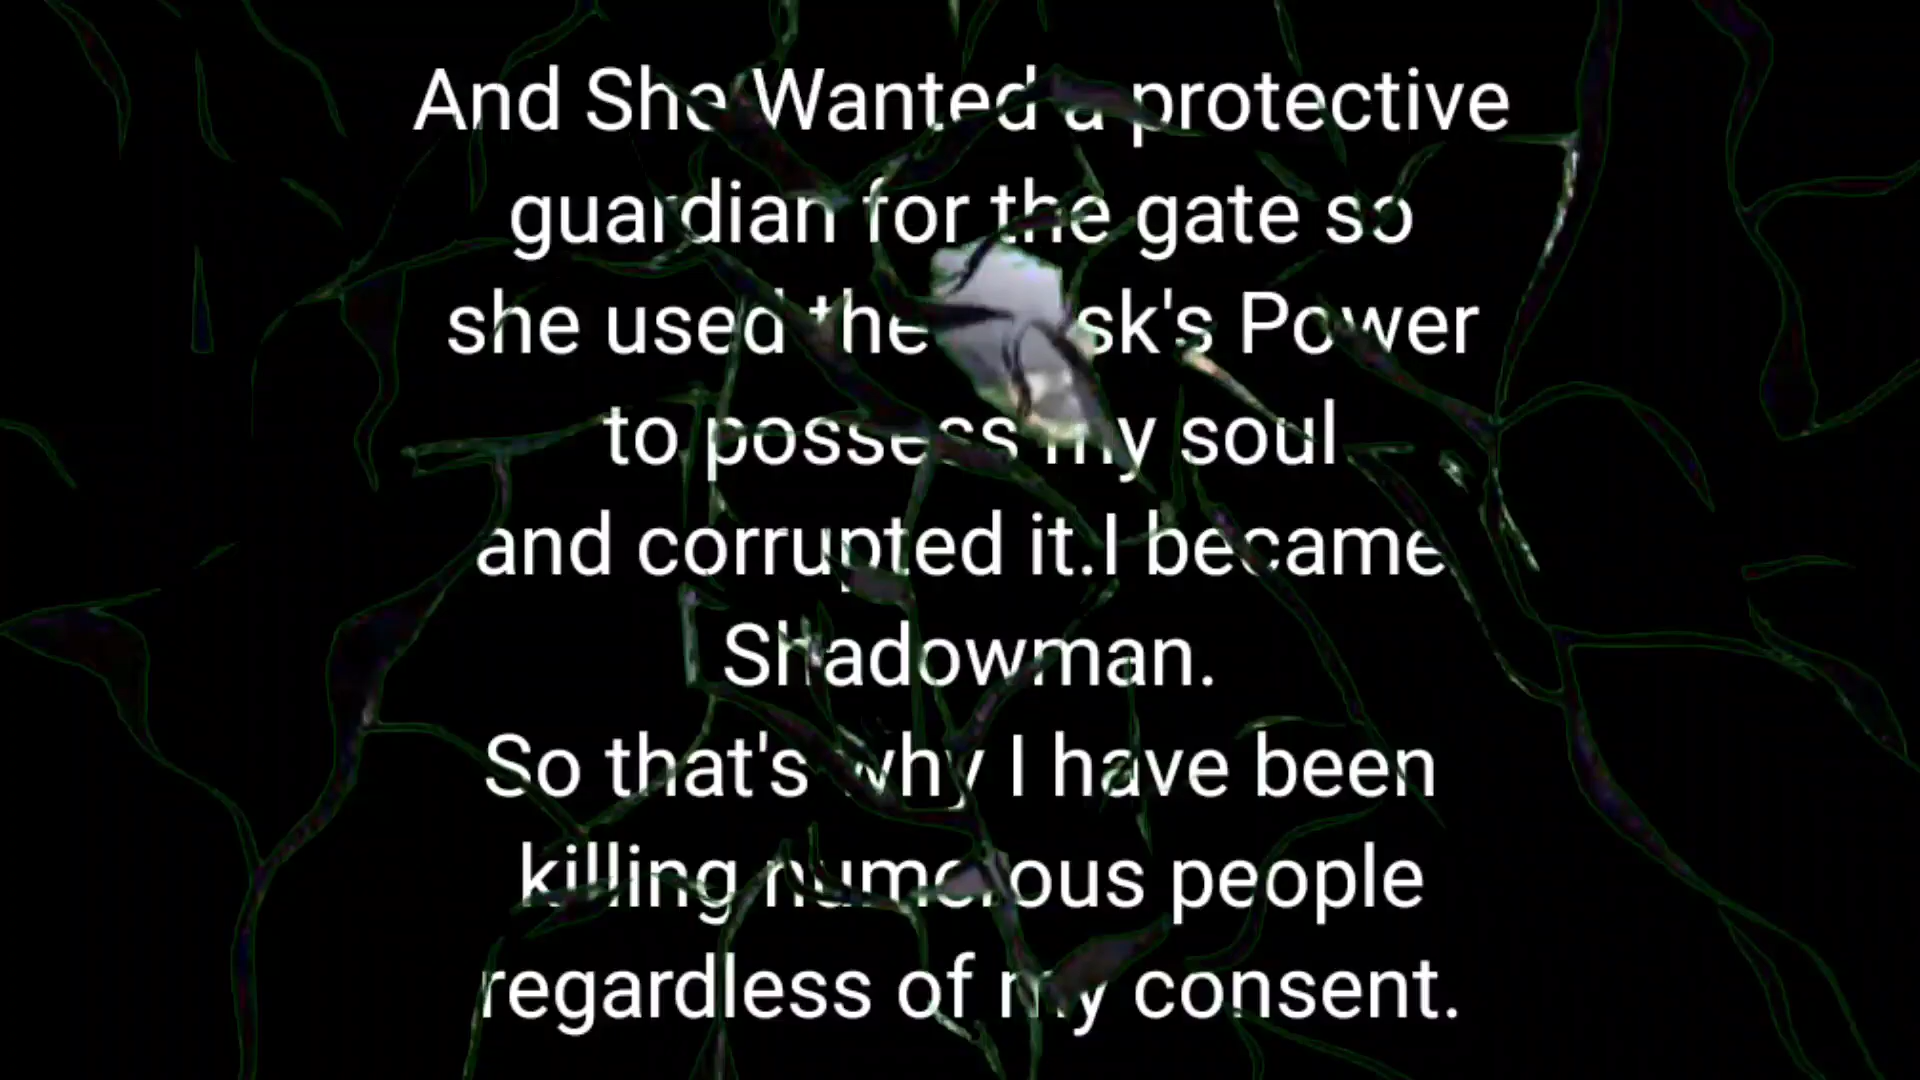 And She Wanted a protective
guardian for the gate so
she used the sk's Power
to possess my soul
and corrupted it.I became
Shadowman.
So that's why I have been
killing numerous people
regardless of my consent.